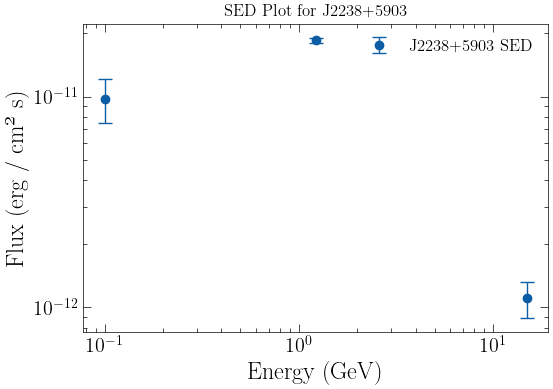 SED Plot for J2238+5903
J2238+5903 SED
Flux (erg / cm² s)
10⁻¹¹
10⁻¹²
10⁻¹
10⁰
10¹
Energy (GeV)